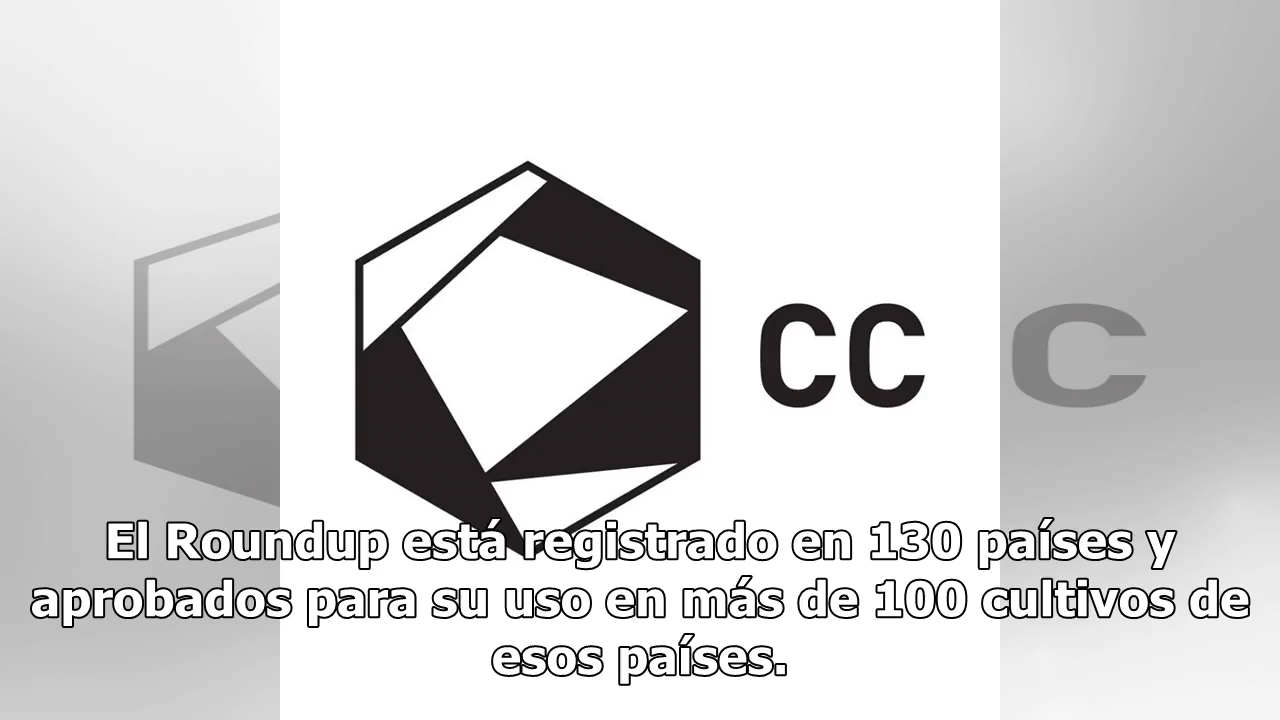 CC
C
El Roundup está registrado en 130 países y
aprobados para su uso en más de 100 cultivos de
esos países.